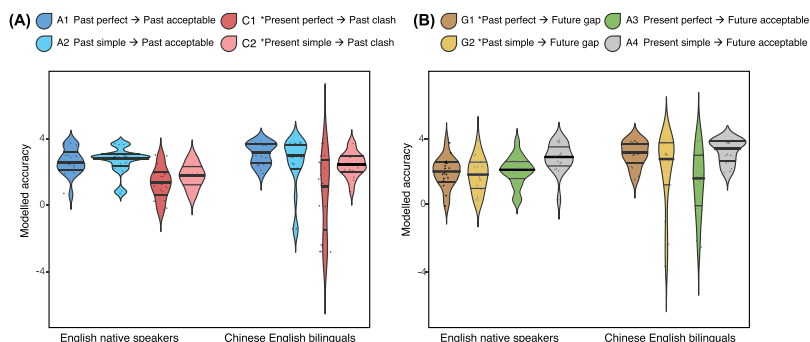 (A) A1 Past perfect → Past acceptable C1 *Present perfect → Past clash
A2 Past simple → Past acceptable C2 *Present simple → Past clash
Modelled accuracy
4
0
-4
English native speakers Chinese English bilinguals
(B) G1 *Past perfect → Future gap A3 Present perfect → Future acceptable
G2 *Past simple → Future gap A4 Present simple → Future acceptable
Modelled accuracy
4
0
-4
English native speakers Chinese English bilinguals